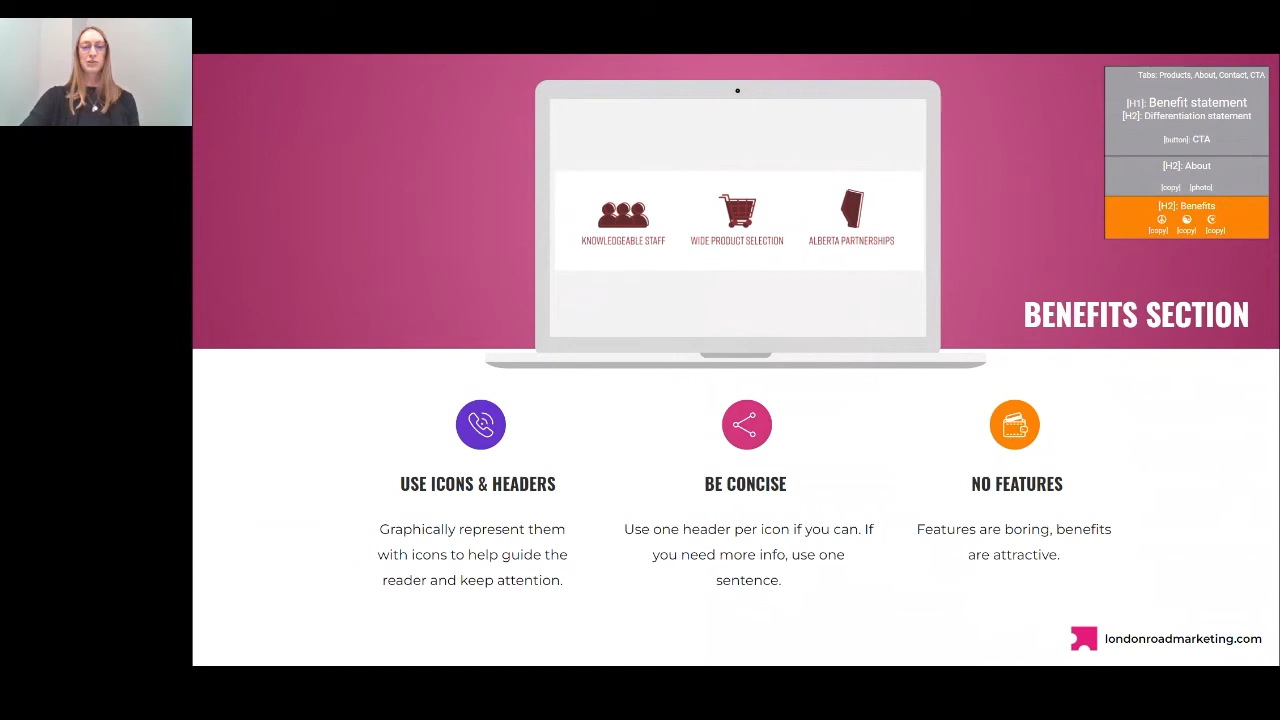 Tabs: Products, About, Contact, CTA
[H1]: Benefit statement
[H2]: Differentiation statement
[button]: CTA
[H2]: About
[copy] [photo]
[H2]: Benefits
[copy] [copy] [copy]
KNOWLEDGEABLE STAFF
WIDE PRODUCT SELECTION
ALBERTA PARTNERSHIPS
BENEFITS SECTION
USE ICONS & HEADERS
Graphically represent them
with icons to help guide the
reader and keep attention.
BE CONCISE
Use one header per icon if you can. If
you need more info, use one
sentence.
NO FEATURES
Features are boring, benefits
are attractive.
londonroadmarketing.com